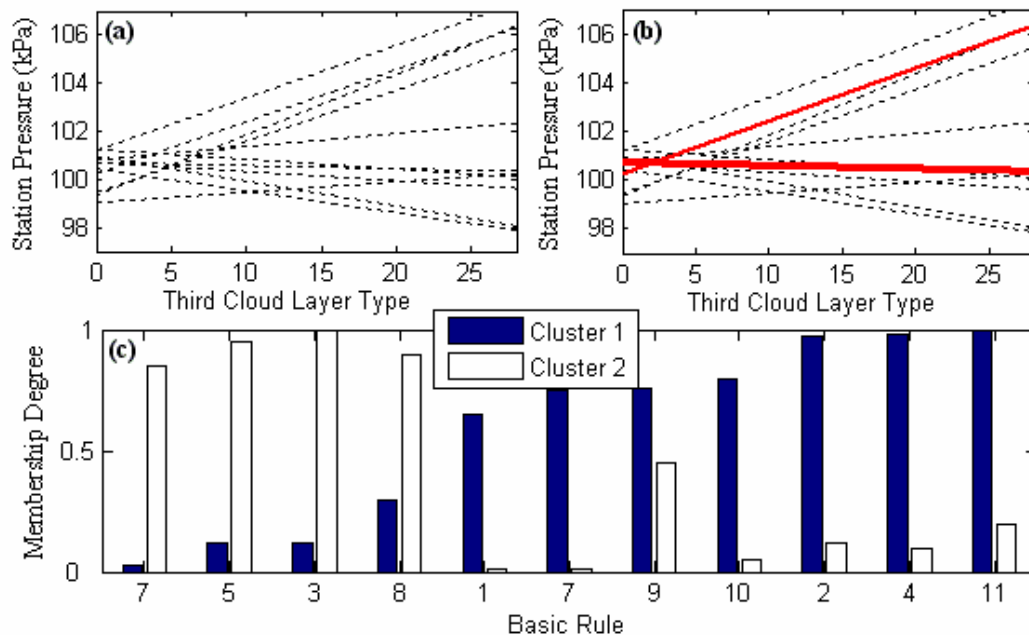 (a)
Station Pressure (kPa)
106
104
102
100
98
0 5 10 15 20 25
Third Cloud Layer Type
(b)
Station Pressure (kPa)
106
104
102
100
98
0 5 10 15 20 25
Third Cloud Layer Type
(c)
Membership Degree
1
0.5
0
Cluster 1
Cluster 2
7 5 3 8 1 7 9 10 2 4 11
Basic Rule